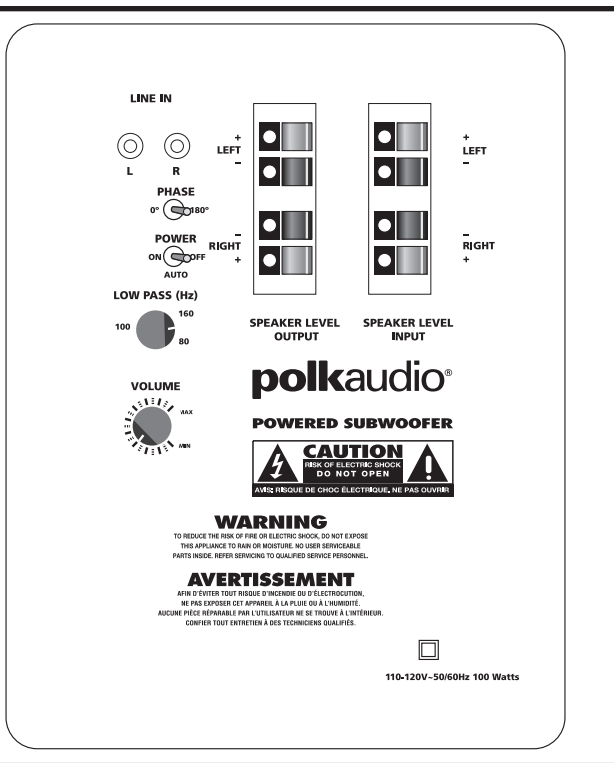 LINE IN
L R
PHASE
0° 180°
POWER
ON OFF
AUTO
LOW PASS (Hz)
160
100
80
VOLUME
MAX
MIN
+
LEFT
–
–
RIGHT
+
SPEAKER LEVEL
OUTPUT
+
LEFT
–
–
RIGHT
+
SPEAKER LEVEL
INPUT
polkaudio®
POWERED SUBWOOFER
CAUTION
RISK OF ELECTRIC SHOCK
DO NOT OPEN
AVIS: RISQUE DE CHOC ÉLECTRIQUE, NE PAS OUVRIR
WARNING
TO REDUCE THE RISK OF FIRE OR ELECTRIC SHOCK, DO NOT EXPOSE
THIS APPLIANCE TO RAIN OR MOISTURE. NO USER SERVICEABLE
PARTS INSIDE. REFER SERVICING TO QUALIFIED SERVICE PERSONNEL.
AVERTISSEMENT
AFIN D'ÉVITER TOUT RISQUE D'INCENDIE OU D'ÉLECTROCUTION,
NE PAS EXPOSER CET APPAREIL À LA PLUIE OU À L'HUMIDITÉ.
AUCUNE PIÈCE RÉPARABLE PAR L'UTILISATEUR NE SE TROUVE À L'INTÉRIEUR.
CONFIER TOUT ENTRETIEN À DES TECHNICIENS QUALIFIÉS.
110-120V~50/60Hz 100 Watts